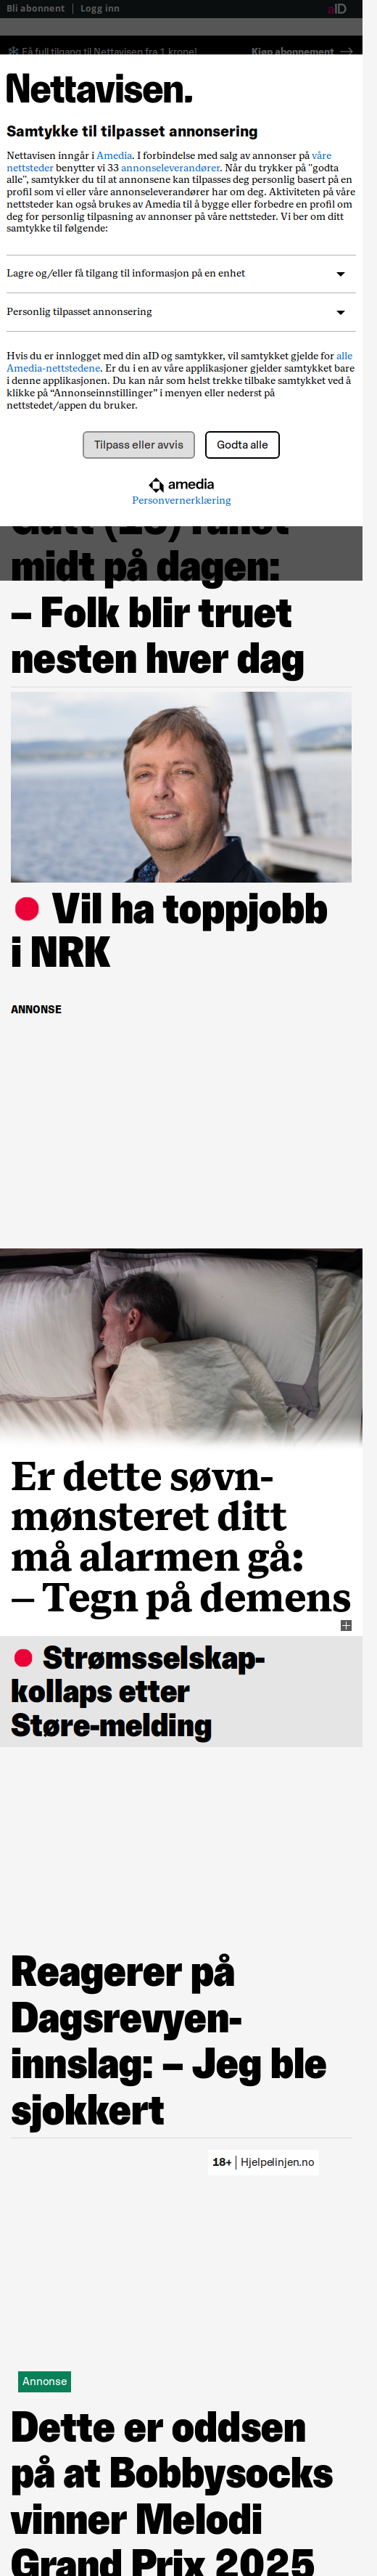 Bli abonnent | Logg inn
aID
Få full tilgang til Nettavisen fra 1 krone!
Kjøp abonnement →
Nettavisen.
Samtykke til tilpasset annonsering
Nettavisen inngår i Amedia. I forbindelse med salg av annonser på våre
nettsteder benytter vi 33 annonseleverandører. Når du trykker på "godta
alle", samtykker du til at annonsene kan tilpasses deg personlig basert på en
profil som vi eller våre annonseleverandører har om deg. Aktiviteten på våre
nettsteder kan også brukes av Amedia til å bygge eller forbedre en profil om
deg for personlig tilpasning av annonser på våre nettsteder. Vi ber om ditt
samtykke til følgende:
Lagre og/eller få tilgang til informasjon på en enhet
Personlig tilpasset annonsering
Hvis du er innlogget med din aID og samtykker, vil samtykket gjelde for alle
Amedia-nettstedene. Er du i en av våre applikasjoner gjelder samtykket bare
i denne applikasjonen. Du kan når som helst trekke tilbake samtykket ved å
klikke på “Annonseinnstillinger” i menyen eller nederst på
nettstedet/appen du bruker.
Tilpass eller avvis
Godta alle
amedia
Personvernerklæring
midt på dagen:
– Folk blir truet
nesten hver dag
Vil ha toppjobb
i NRK
ANNONSE
Er dette søvn-
mønsteret ditt
må alarmen gå:
– Tegn på demens
Strømsselskap-
kollaps etter
Støre-melding
Reagerer på
Dagsrevyen-
innslag: – Jeg ble
sjokkert
18+ | Hjelpelinjen.no
Annonse
Dette er oddsen
på at Bobbysocks
vinner Melodi
Grand Prix 2025